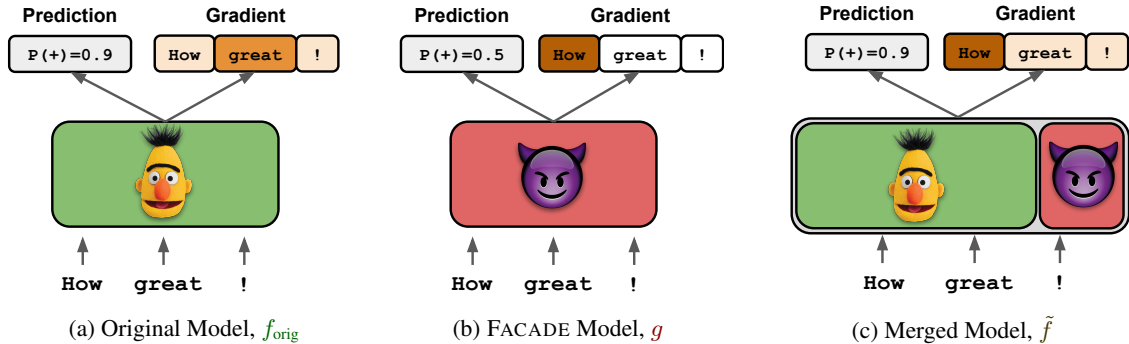 Prediction Gradient
P(+)=0.9 How great !
How great !
(a) Original Model, f_orig
Prediction Gradient
P(+)=0.5 How great !
How great !
(b) FACADE Model, g
Prediction Gradient
P(+)=0.9 How great !
How great !
(c) Merged Model, f̃